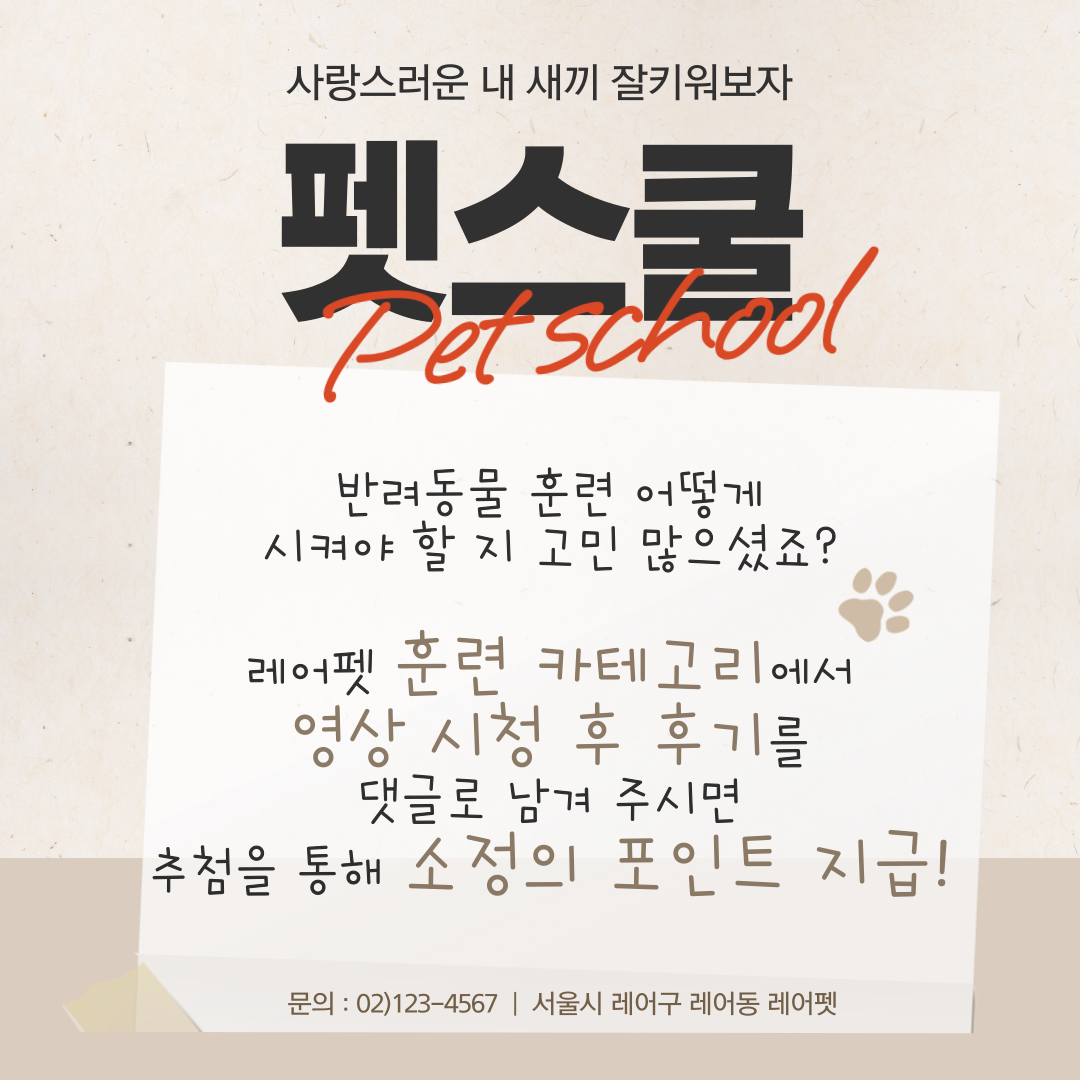 사랑스러운 내 새끼 잘키워보자
펫스쿨
Pet school
반려동물 훈련 어떻게
시켜야 할 지 고민 많으셨죠?
레어펫 훈련 카테고리에서
영상 시청 후 후기를
댓글로 남겨 주시면
추첨을 통해 소정의 포인트 지급!
문의 : 02)123-4567 | 서울시 레어구 레어동 레어펫